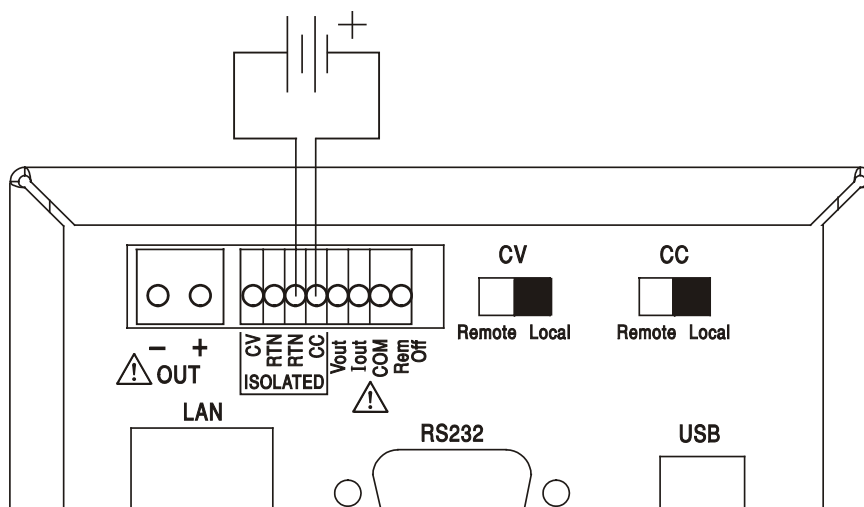 +
CV CC
Remote Local Remote Local
− +
OUT
CV
RTN
RTN
CC
Vout
Iout
COM
Rem
Off
ISOLATED
!
!
LAN
RS232
USB